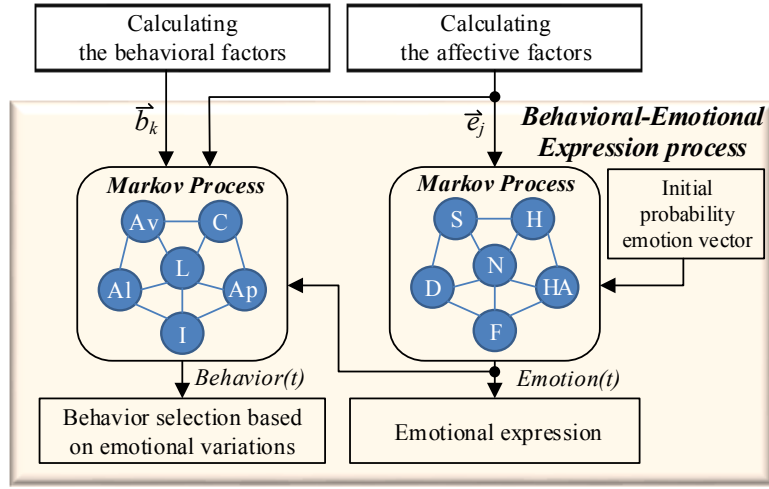 Calculating
the behavioral factors
Calculating
the affective factors
b⃗k
e⃗j
Behavioral-Emotional
Expression process
Markov Process
Av
C
L
Al
Ap
I
Markov Process
S
H
N
D
HA
F
Initial
probability
emotion vector
Behavior(t)
Emotion(t)
Behavior selection based
on emotional variations
Emotional expression